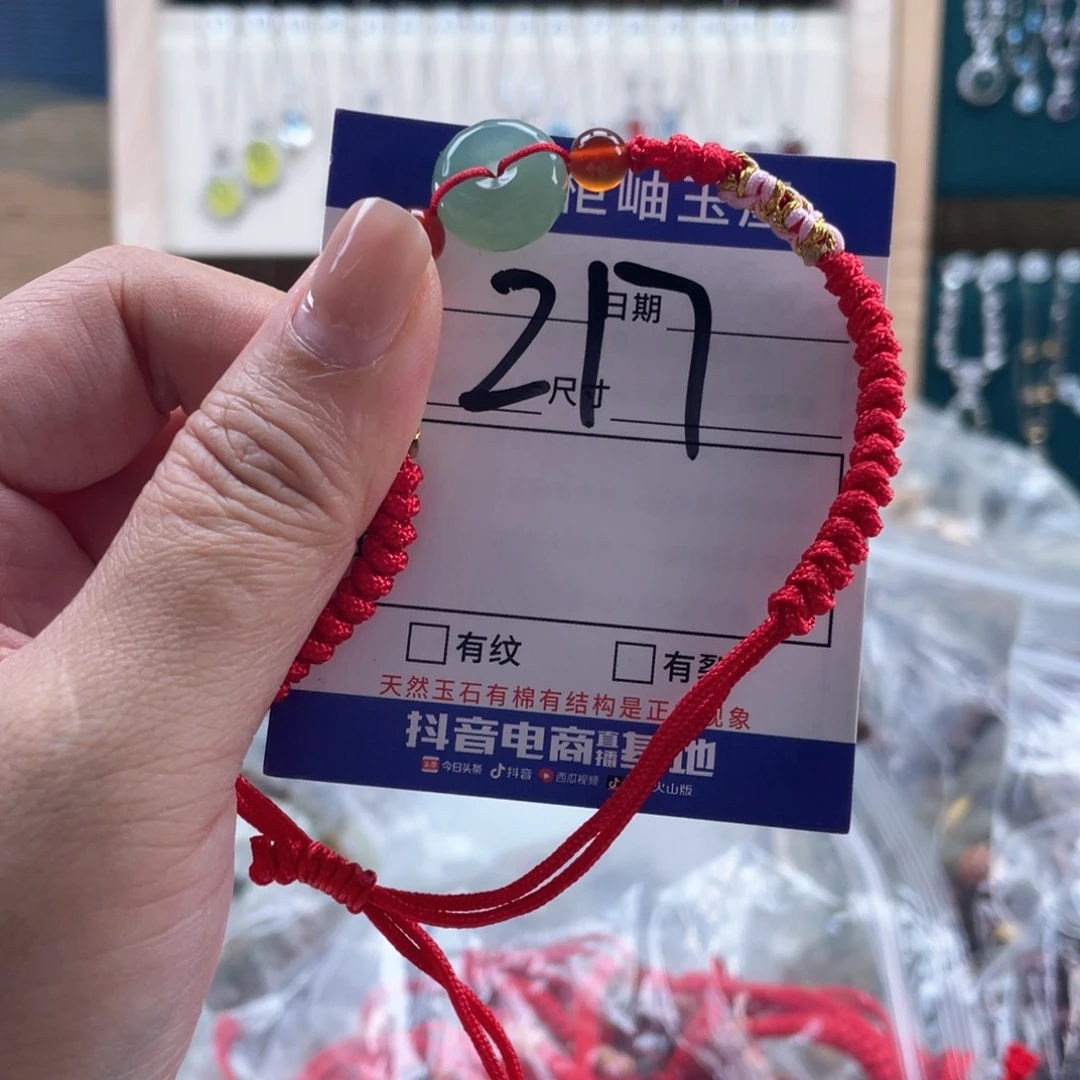 岫玉
217
日期
尺寸
有纹 有裂
天然玉石有棉有结构是正 现象
抖音电商直播基地
今日头条 抖音 西瓜视频 火山版